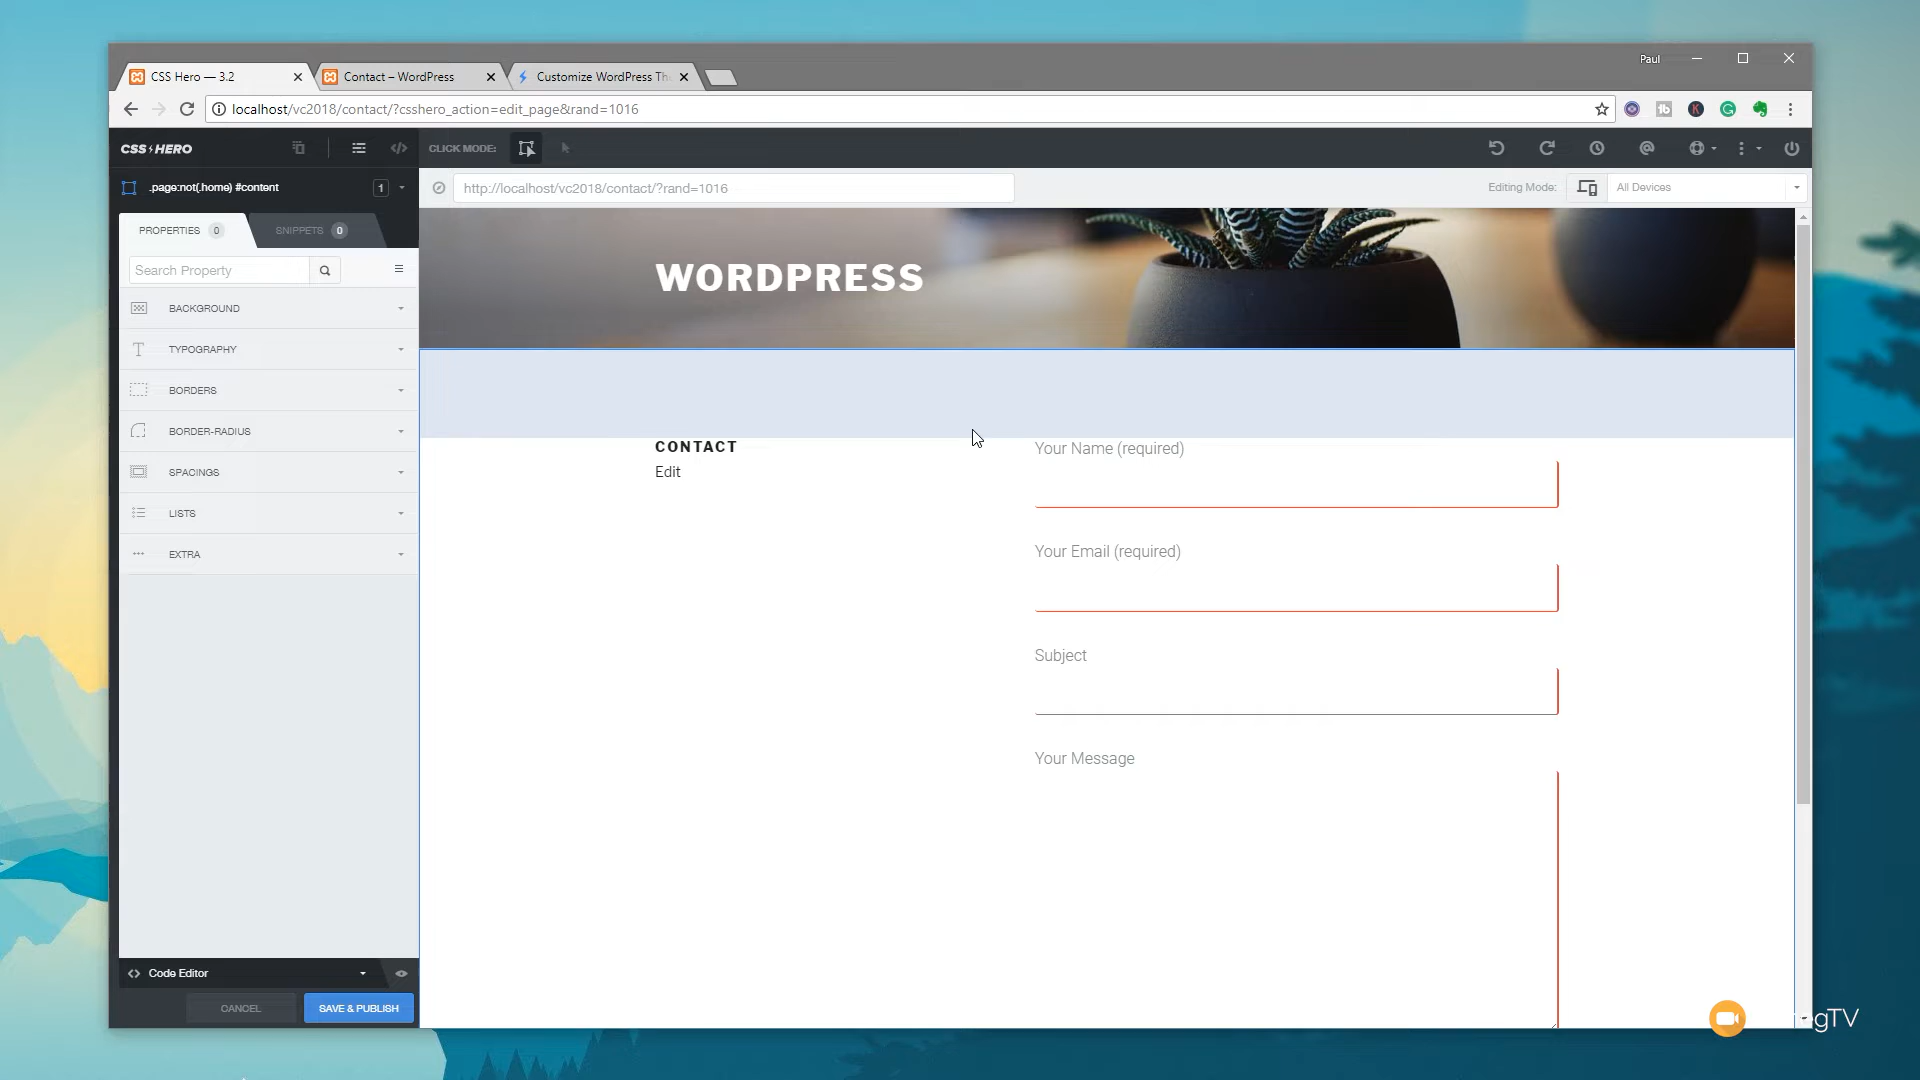 Paul
CSS Hero — 3.2
Contact – WordPress
Customize WordPress Th
localhost/vc2018/contact/?csshero_action=edit_page&rand=1016
CSS HERO
CLICK MODE:
.page:not(.home) #content
1
http://localhost/vc2018/contact/?rand=1016
Editing Mode:
All Devices
PROPERTIES 0
SNIPPETS 0
Search Property
BACKGROUND
TYPOGRAPHY
BORDERS
BORDER-RADIUS
SPACINGS
LISTS
EXTRA
Code Editor
CANCEL
SAVE & PUBLISH
WORDPRESS
CONTACT
Edit
Your Name (required)
Your Email (required)
Subject
Your Message
egTV